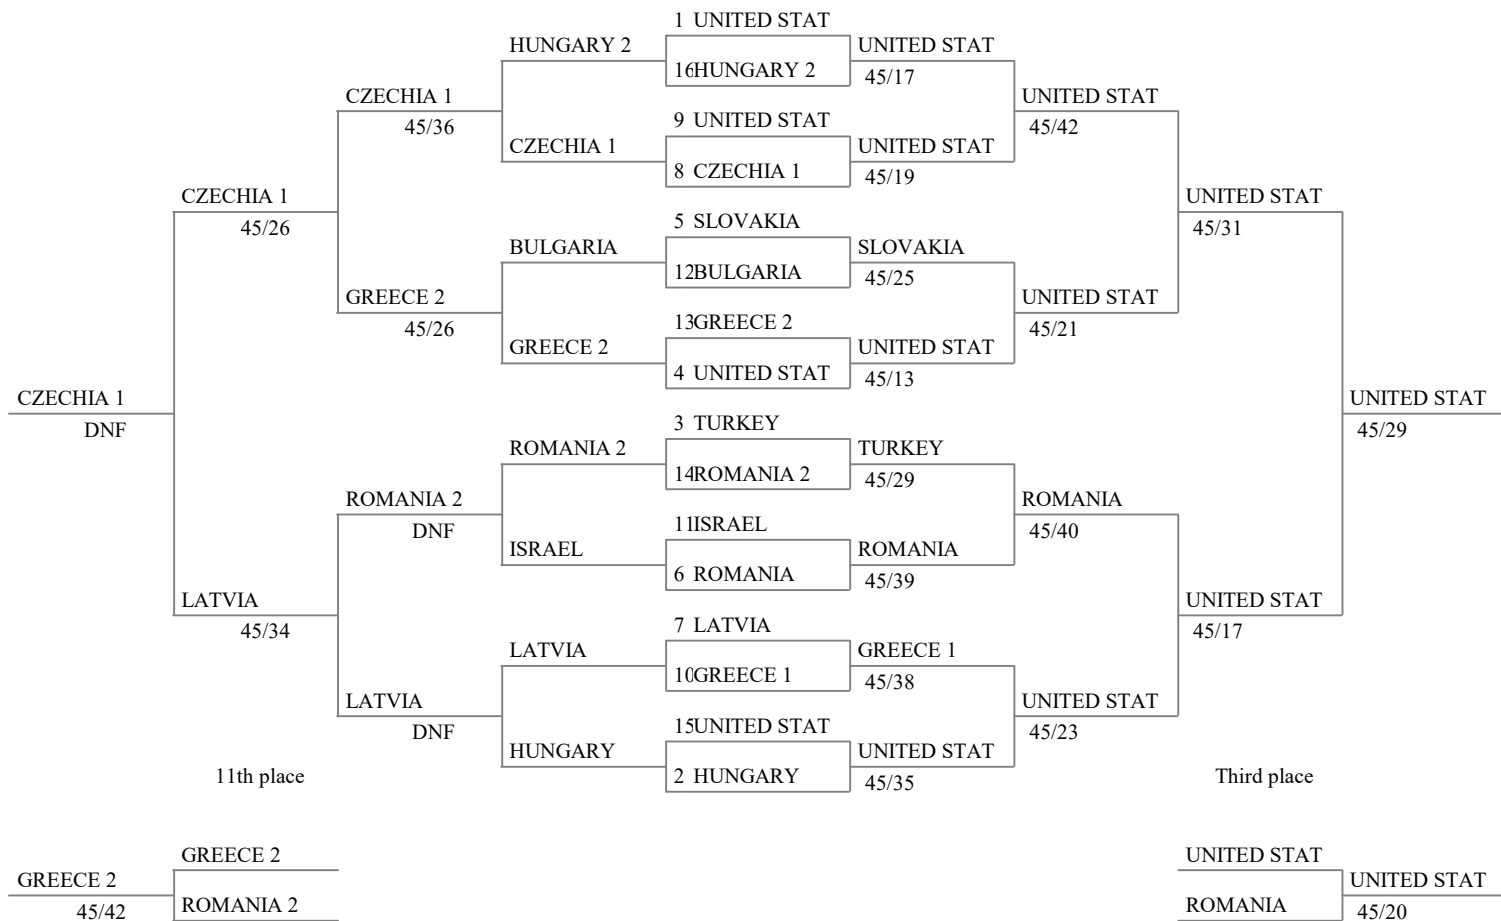 1 UNITED STAT
HUNGARY 2 UNITED STAT
16HUNGARY 2 45/17
CZECHIA 1 UNITED STAT
45/36 9 UNITED STAT 45/42
CZECHIA 1 UNITED STAT
8 CZECHIA 1 45/19
CZECHIA 1 UNITED STAT
45/26 5 SLOVAKIA 45/31
BULGARIA SLOVAKIA
12BULGARIA 45/25
GREECE 2 UNITED STAT
45/26 13GREECE 2 45/21
GREECE 2 UNITED STAT
4 UNITED STAT 45/13
CZECHIA 1 UNITED STAT
DNF 3 TURKEY 45/29
ROMANIA 2 TURKEY
14ROMANIA 2 45/29
ROMANIA 2 ROMANIA
DNF 11ISRAEL 45/40
ISRAEL ROMANIA
6 ROMANIA 45/39
LATVIA UNITED STAT
45/34 7 LATVIA 45/17
LATVIA GREECE 1
10GREECE 1 45/38
LATVIA UNITED STAT
DNF 15UNITED STAT 45/23
HUNGARY UNITED STAT
11th place 2 HUNGARY 45/35 Third place
GREECE 2 UNITED STAT
GREECE 2 UNITED STAT
45/42 ROMANIA 2 ROMANIA 45/20